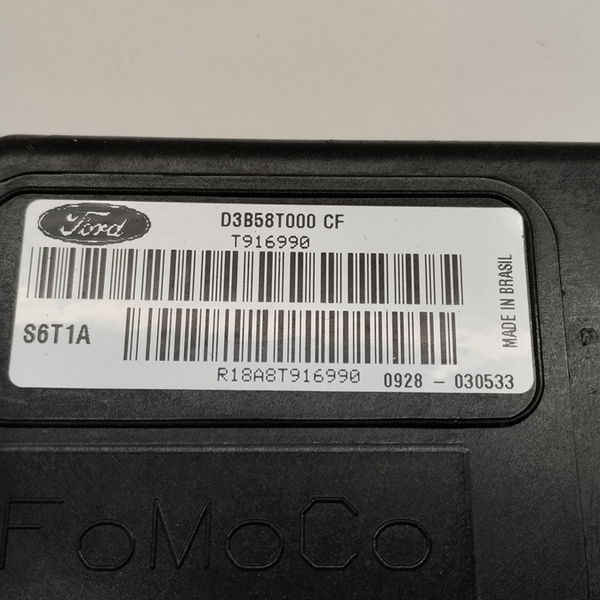 Ford
D3B58T000 CF
T916990
S6T1A
R18A8T916990
0928 - 030533
MADE IN BRASIL
FoMoCo